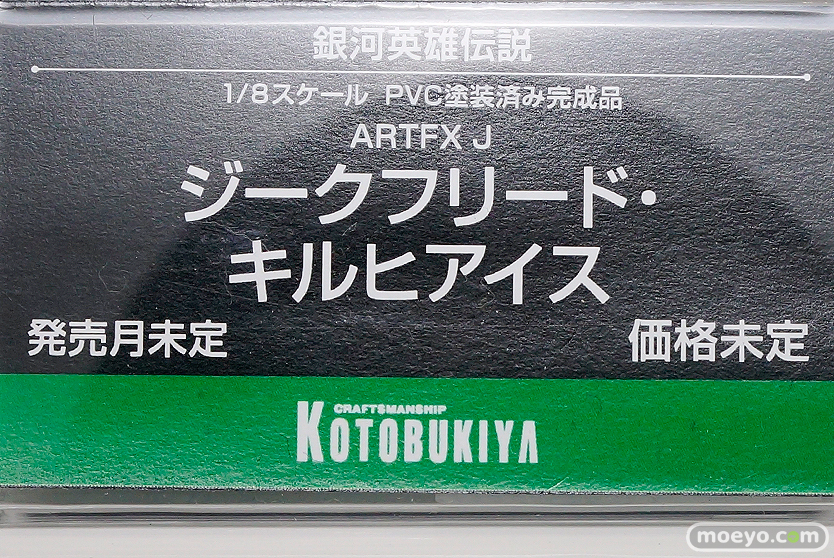 銀河英雄伝説
1/8スケール PVC塗装済み完成品
ARTFX J
ジークフリード・
キルヒアイス
発売月未定
価格未定
CRAFTSMANSHIP
KOTOBUKIYA
moeyo.com